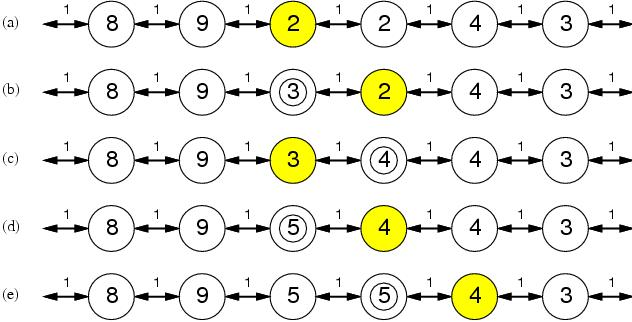 1 1 1 1 1 1 1
(a) 8 9 2 2 4 3
1 1 1 1 1 1 1
(b) 8 9 3 2 4 3
1 1 1 1 1 1 1
(c) 8 9 3 4 4 3
1 1 1 1 1 1 1
(d) 8 9 5 4 4 3
1 1 1 1 1 1 1
(e) 8 9 5 5 4 3